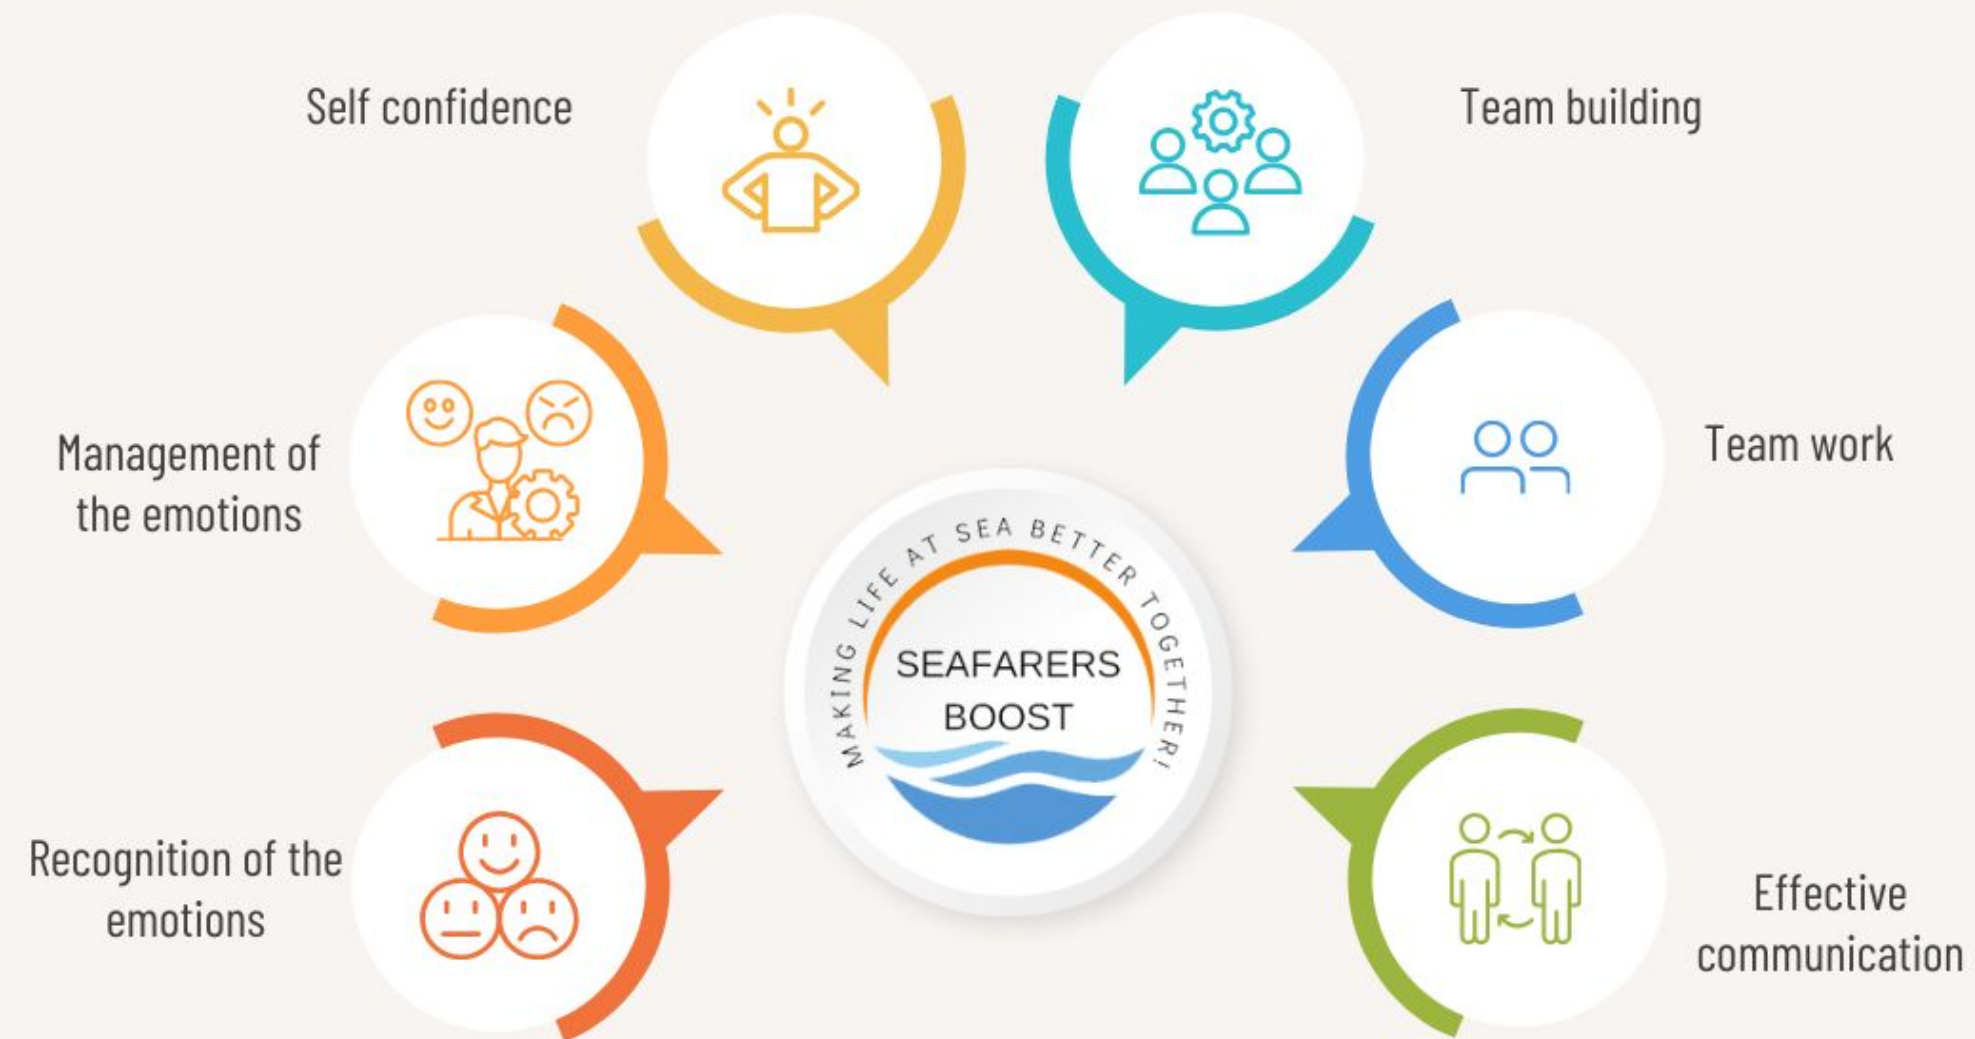 Self confidence
Team building
Management of
the emotions
Team work
MAKING LIFE AT SEA BETTER TOGETHER!
SEAFARERS
BOOST
Recognition of the
emotions
Effective
communication